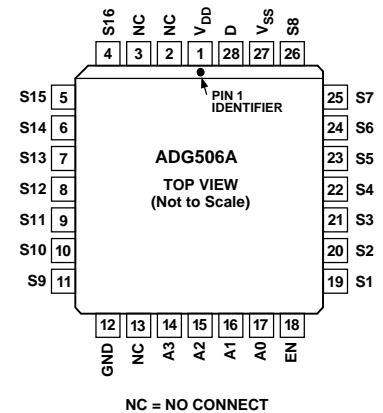 S16 NC NC VDD D VSS S8
4 3 2 1 28 27 26
PIN 1
IDENTIFIER
S15 5
25 S7
S14 6
24 S6
S13 7
ADG506A
23 S5
S12 8
TOP VIEW
(Not to Scale)
22 S4
S11 9
21 S3
S10 10
20 S2
S9 11
19 S1
12 13 14 15 16 17 18
GND NC A3 A2 A1 A0 EN
NC = NO CONNECT